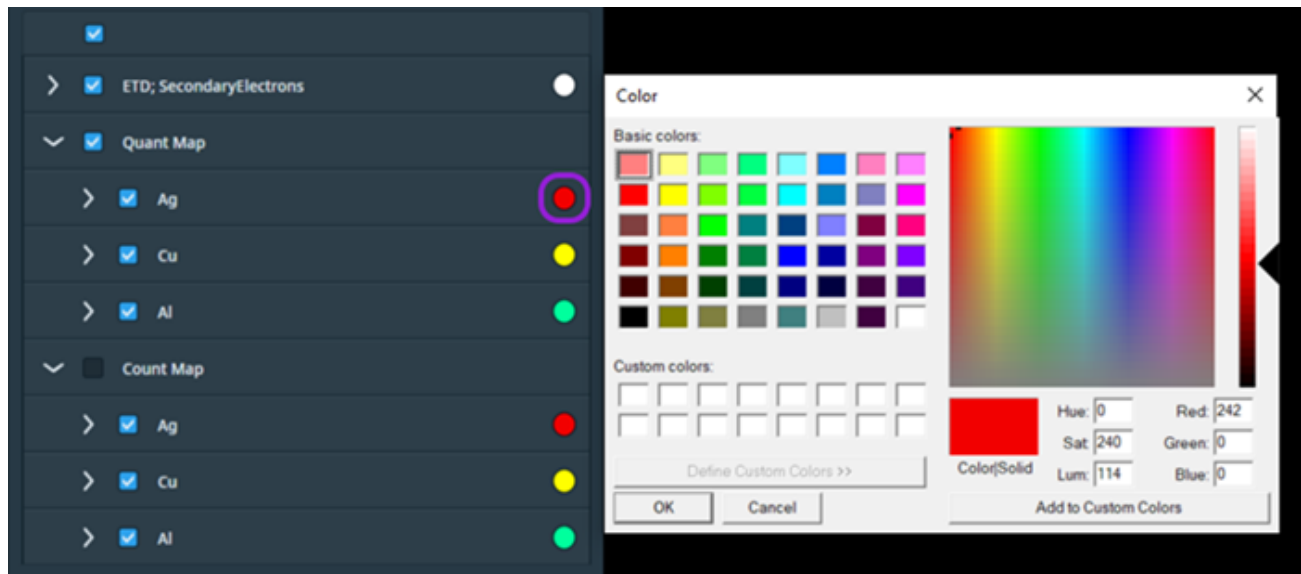 ETD; SecondaryElectrons
Quant Map
Ag
Cu
Al
Count Map
Ag
Cu
Al
Color
Basic colors:
Custom colors:
Define Custom Colors >>
OK
Cancel
Color|Solid
Hue: 0
Sat: 240
Lum: 114
Red: 242
Green: 0
Blue: 0
Add to Custom Colors